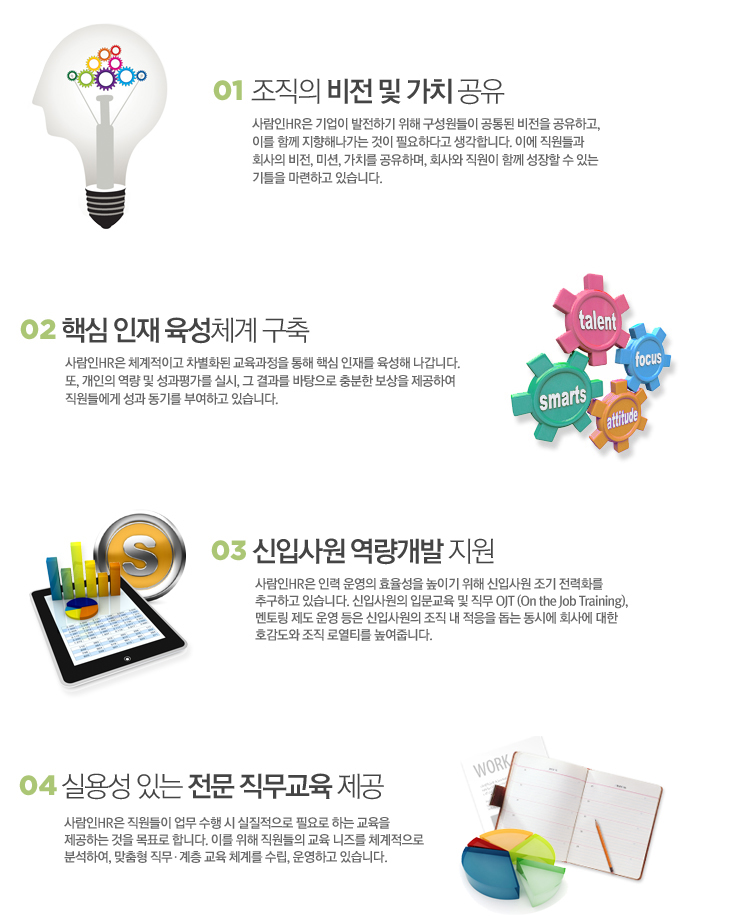 01 조직의 비전 및 가치 공유
사람인HR은 기업이 발전하기 위해 구성원들이 공통된 비전을 공유하고,
이를 함께 지향해나가는 것이 필요하다고 생각합니다. 이에 직원들과
회사의 비전, 미션, 가치를 공유하며, 회사와 직원이 함께 성장할 수 있는
기틀을 마련하고 있습니다.
talent
focus
smarts
attitude
02 핵심 인재 육성체계 구축
사람인HR은 체계적이고 차별화된 교육과정을 통해 핵심 인재를 육성해 나갑니다.
또, 개인의 역량 및 성과평가를 실시, 그 결과를 바탕으로 충분한 보상을 제공하여
직원들에게 성과 동기를 부여하고 있습니다.
S
03 신입사원 역량개발 지원
사람인HR은 인력 운영의 효율성을 높이기 위해 신입사원 조기 전력화를
추구하고 있습니다. 신입사원의 입문교육 및 직무 OJT (On the Job Training),
멘토링 제도 운영 등은 신입사원의 조직 내 적응을 돕는 동시에 회사에 대한
호감도와 조직 로열티를 높여줍니다.
WORK
04 실용성 있는 전문 직무교육 제공
사람인HR은 직원들이 업무 수행 시 실질적으로 필요로 하는 교육을
제공하는 것을 목표로 합니다. 이를 위해 직원들의 교육 니즈를 체계적으로
분석하여, 맞춤형 직무·계층 교육 체계를 수립, 운영하고 있습니다.